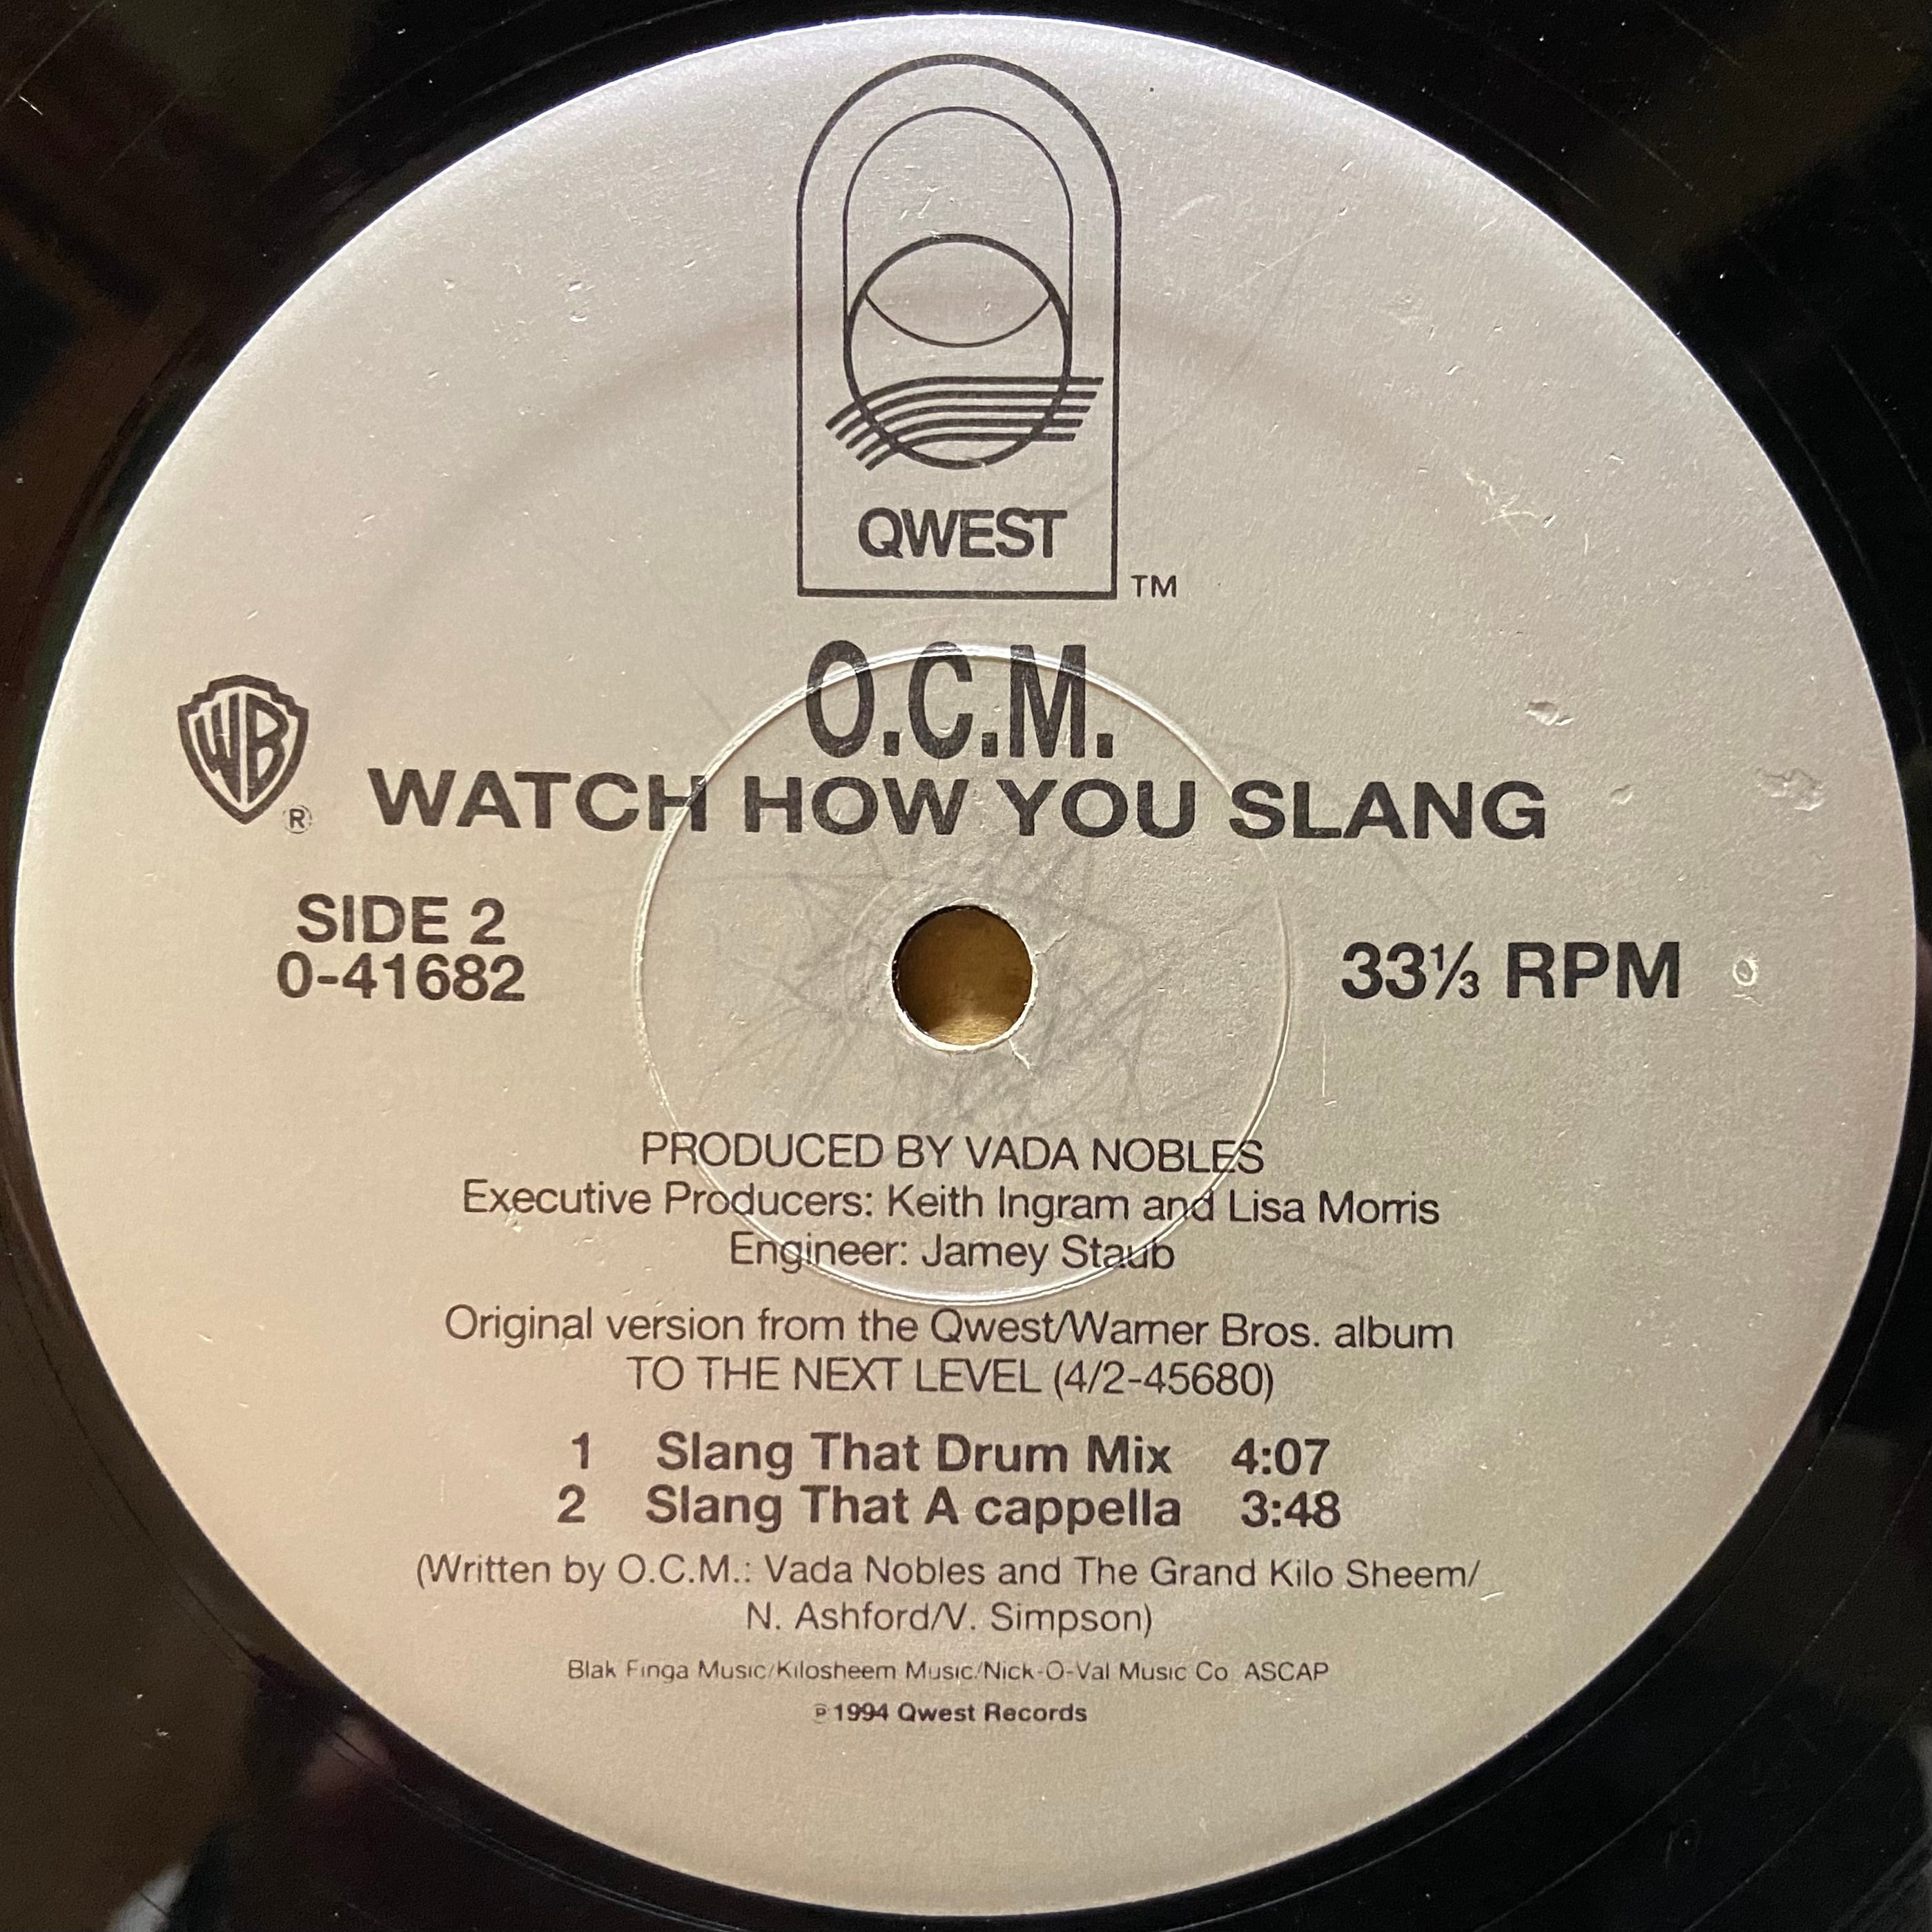 QWEST
TM
O.C.M.
WB
®
WATCH HOW YOU SLANG
SIDE 2
0-41682
33⅓ RPM
PRODUCED BY VADA NOBLES
Executive Producers: Keith Ingram and Lisa Morris
Engineer: Jamey Staub
Original version from the Qwest/Warner Bros. album
TO THE NEXT LEVEL (4/2-45680)
1 Slang That Drum Mix 4:07
2 Slang That A cappella 3:48
(Written by O.C.M.: Vada Nobles and The Grand Kilo Sheem/
N. Ashford/V. Simpson)
Blak Finga Music/Kilosheem Music/Nick-O-Val Music Co. ASCAP
℗1994 Qwest Records